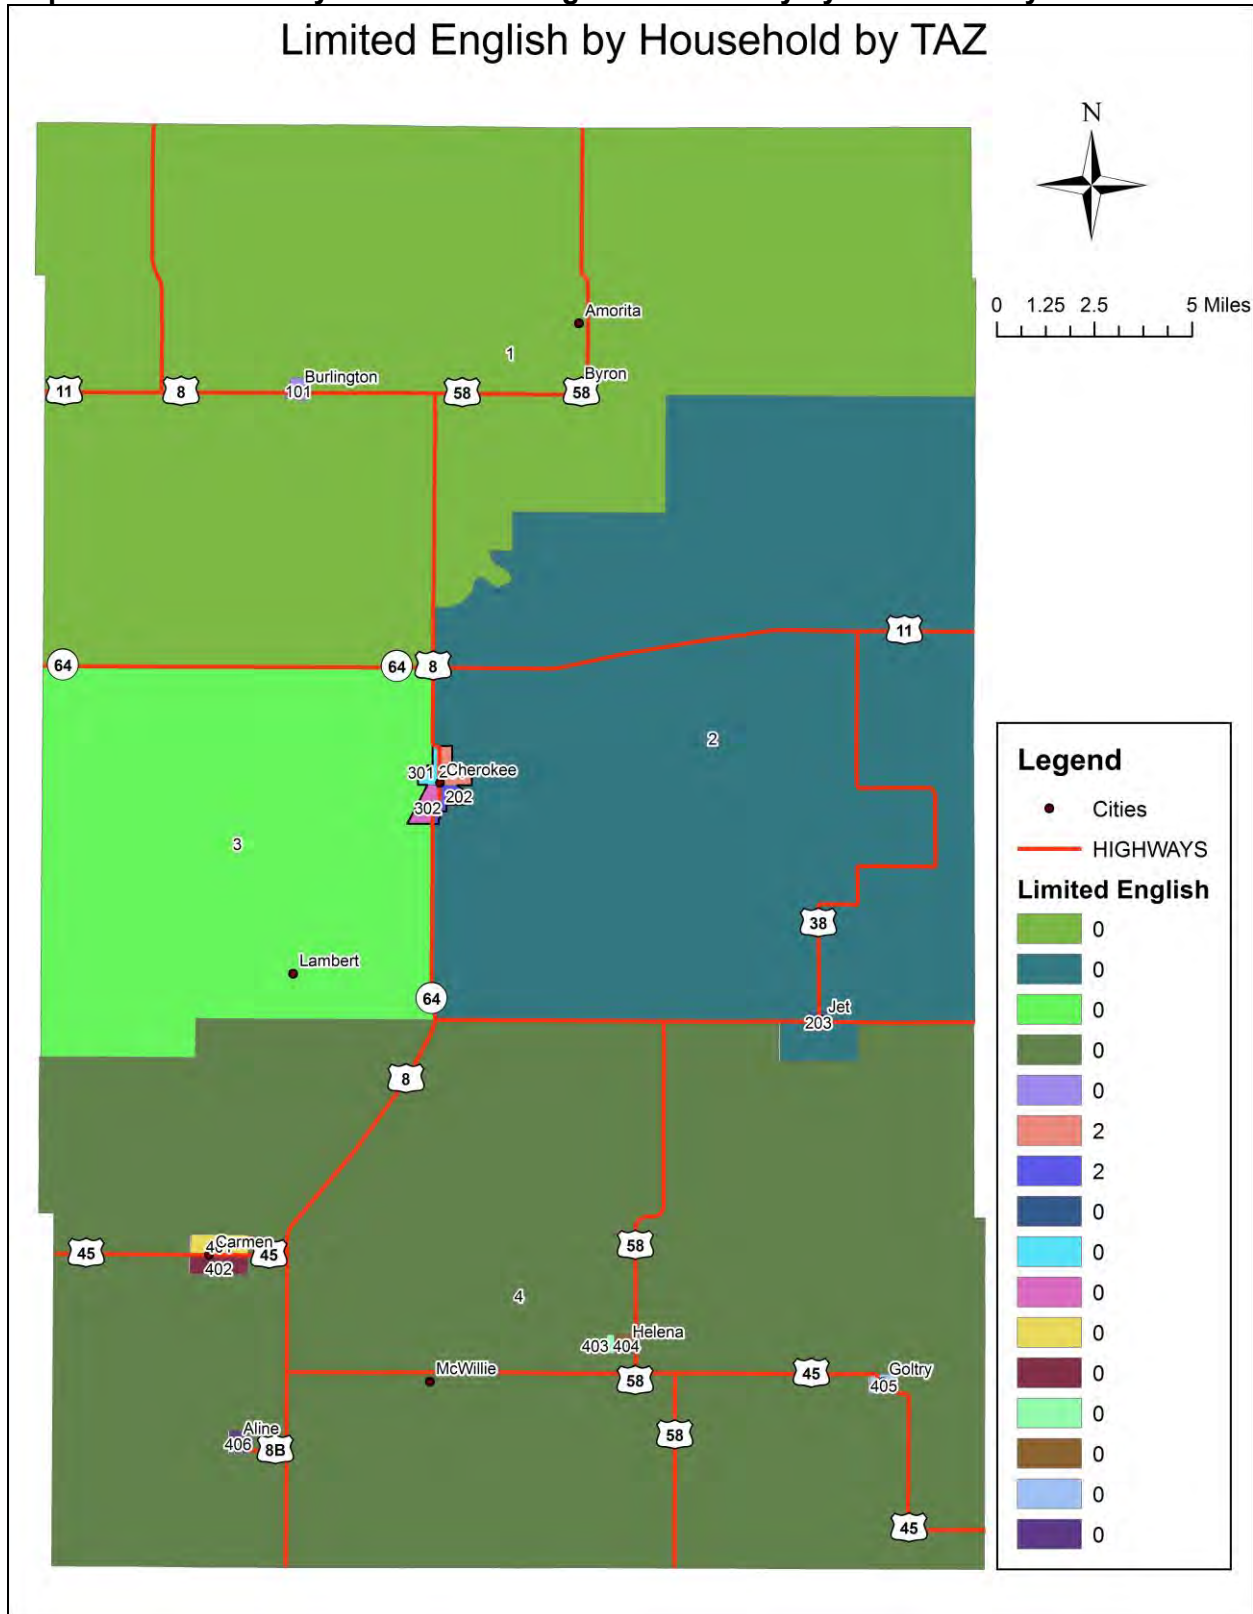 Limited English by Household by TAZ
N
0 1.25 2.5 5 Miles
Amorita
1
Burlington
Byron
11
8
101
58
58
11
64
64
8
2
301
Cherokee
202
302
3
38
Lambert
64
Jet
203
8
Carmen
45
45
402
58
4
Helena
403
404
McWillie
58
45
Goltry
405
Aline
406
8B
58
45
Legend
Cities
HIGHWAYS
Limited English
0
0
0
0
0
2
2
0
0
0
0
0
0
0
0
0